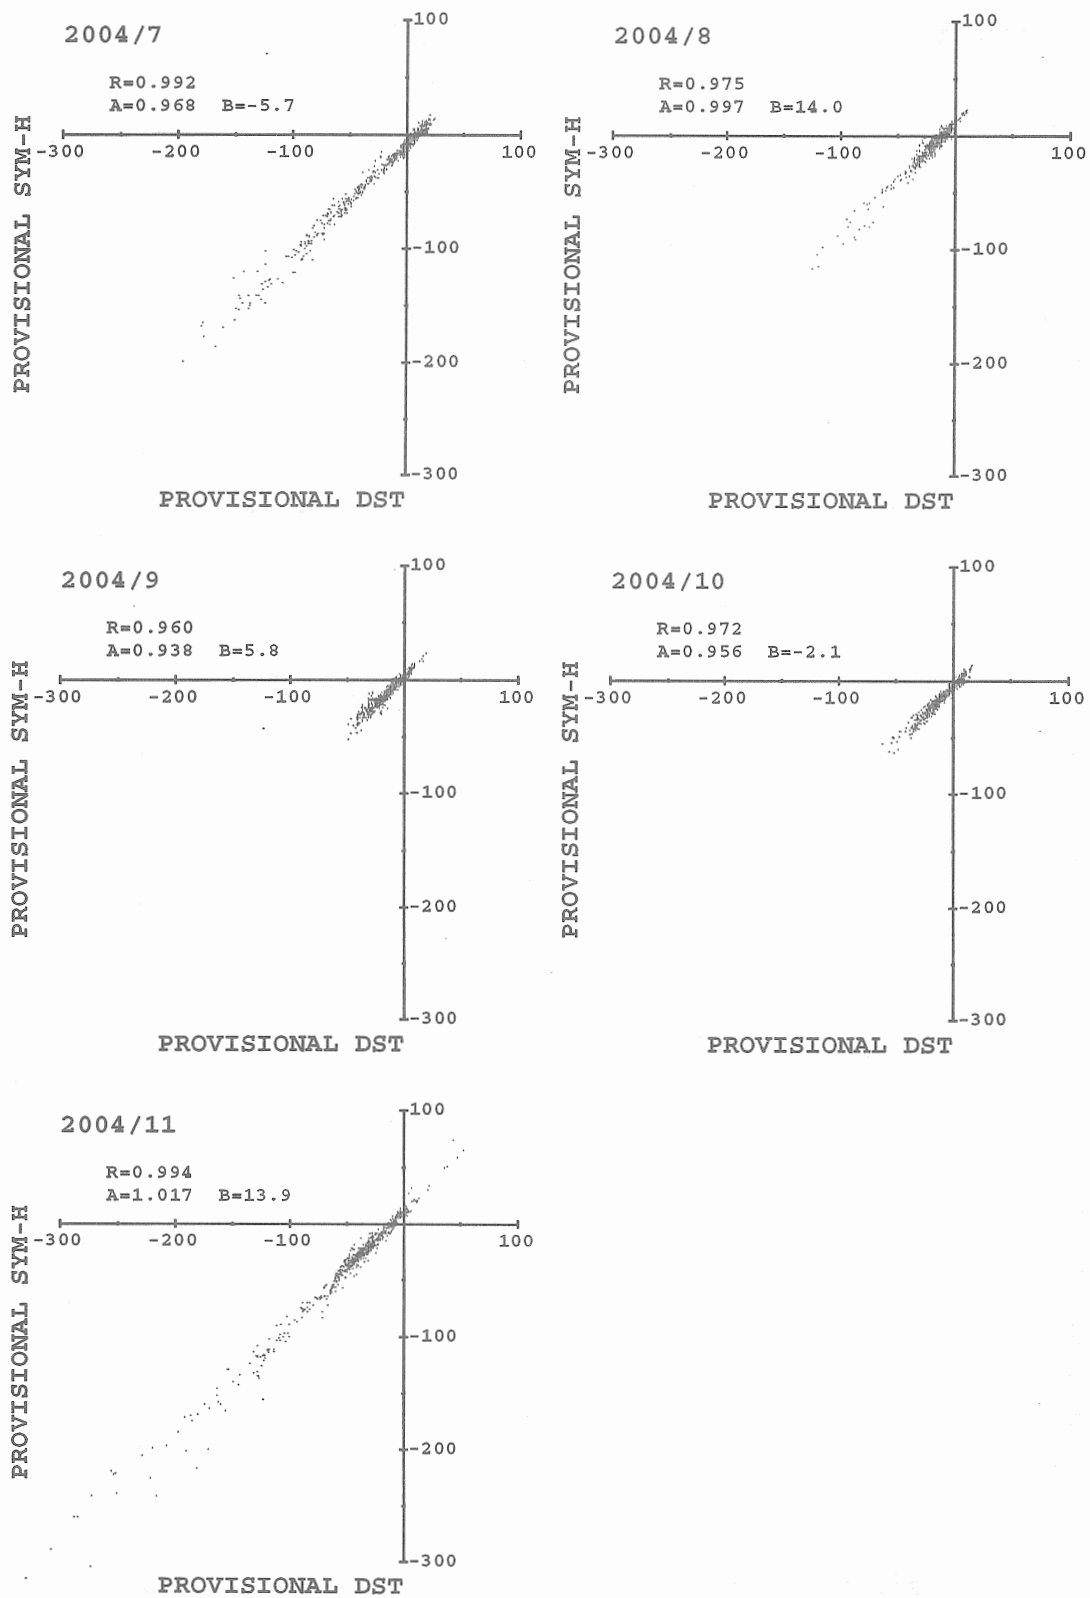 2004/7
R=0.992
A=0.968 B=-5.7
100
-300 -200 -100 100
-100
-200
-300
PROVISIONAL SYM-H
PROVISIONAL DST
2004/8
R=0.975
A=0.997 B=14.0
100
-300 -200 -100 100
-100
-200
-300
PROVISIONAL SYM-H
PROVISIONAL DST
2004/9
R=0.960
A=0.938 B=5.8
100
-300 -200 -100 100
-100
-200
-300
PROVISIONAL SYM-H
PROVISIONAL DST
2004/10
R=0.972
A=0.956 B=-2.1
100
-300 -200 -100 100
-100
-200
-300
PROVISIONAL SYM-H
PROVISIONAL DST
2004/11
R=0.994
A=1.017 B=13.9
100
-300 -200 -100 100
-100
-200
-300
PROVISIONAL SYM-H
PROVISIONAL DST